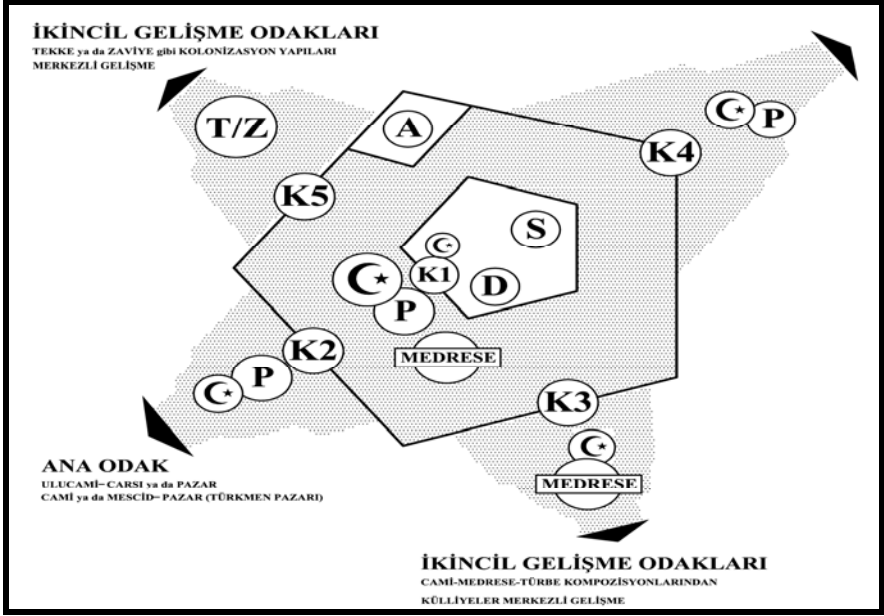 İKİNCİL GELİŞME ODAKLARI
TEKKE ya da ZAVİYE gibi KOLONİZASYON YAPILARI
MERKEZLİ GELİŞME
T/Z
A
P
K4
K5
S
K1
D
P
K2
MEDRESE
P
K3
ANA ODAK
ULUCAMİ–CARSI ya da PAZAR
CAMİ ya da MESCİD–PAZAR (TÜRKMEN PAZARI)
MEDRESE
İKİNCİL GELİŞME ODAKLARI
CAMİ-MEDRESE-TÜRBE KOMPOZİSYONLARINDAN
KÜLLİYELER MERKEZLİ GELİŞME